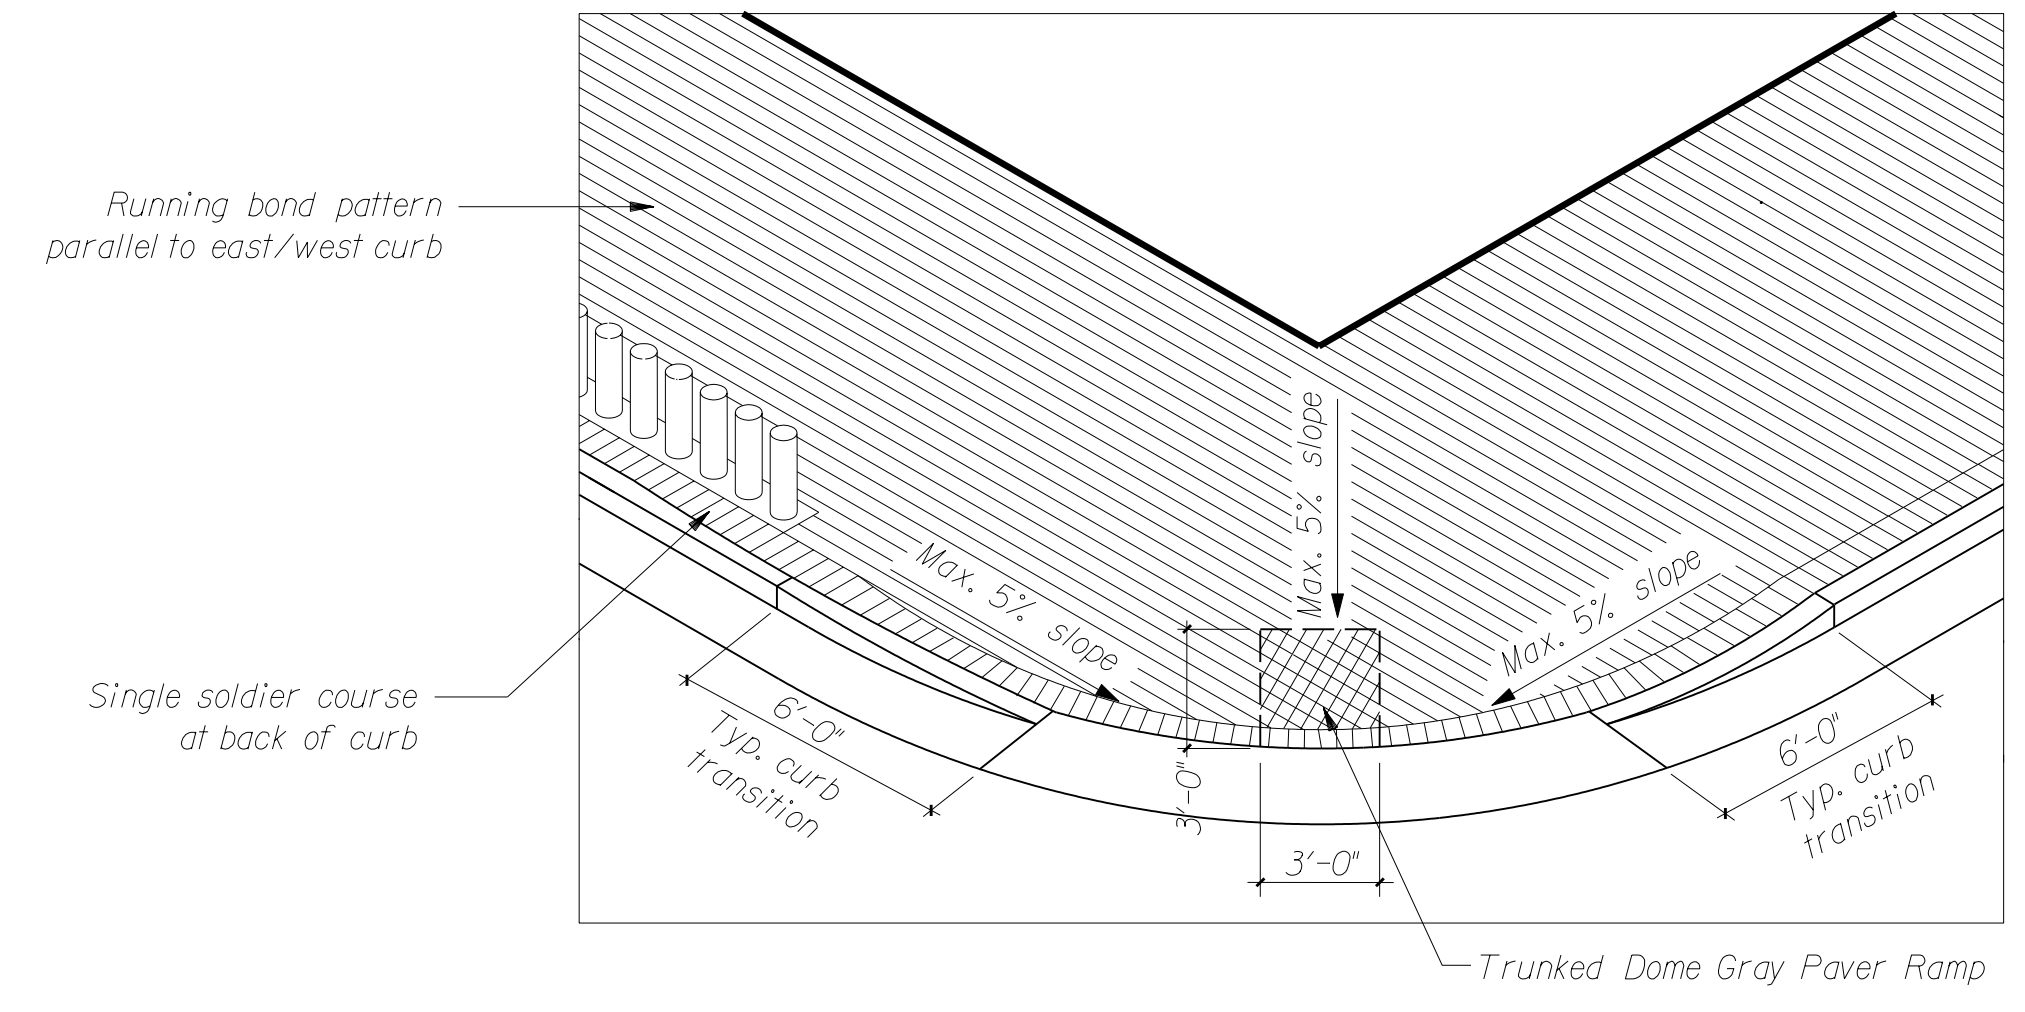 Running bond pattern
parallel to east/west curb
Max. 5% slope
Max. 5% slope
Max. 5% slope
Single soldier course
at back of curb
6'-0"
Typ. curb
transition
3'-0"
3'-0"
6'-0"
Typ. curb
transition
Trunked Dome Gray Paver Ramp